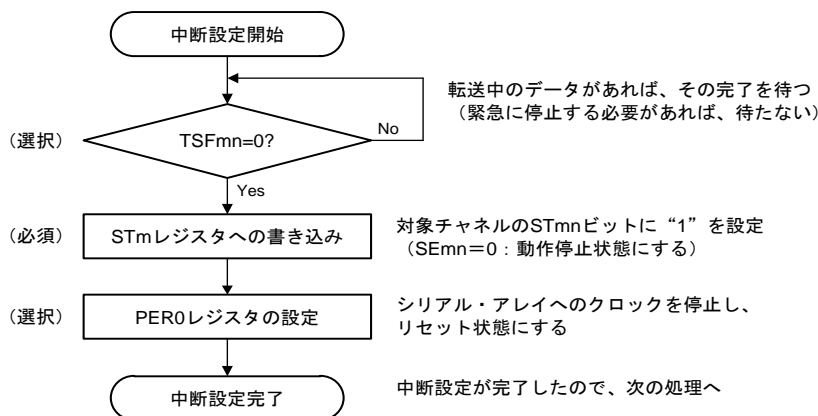 中断設定開始
転送中のデータがあれば、その完了を待つ
（緊急に停止する必要があれば、待たない）
（選択）
TSFmn=0?
No
Yes
（必須）
STmレジスタへの書き込み
対象チャネルのSTmnビットに“1”を設定
（SEmn＝0：動作停止状態にする）
（選択）
PER0レジスタの設定
シリアル・アレイへのクロックを停止し、
リセット状態にする
中断設定完了
中断設定が完了したので、次の処理へ